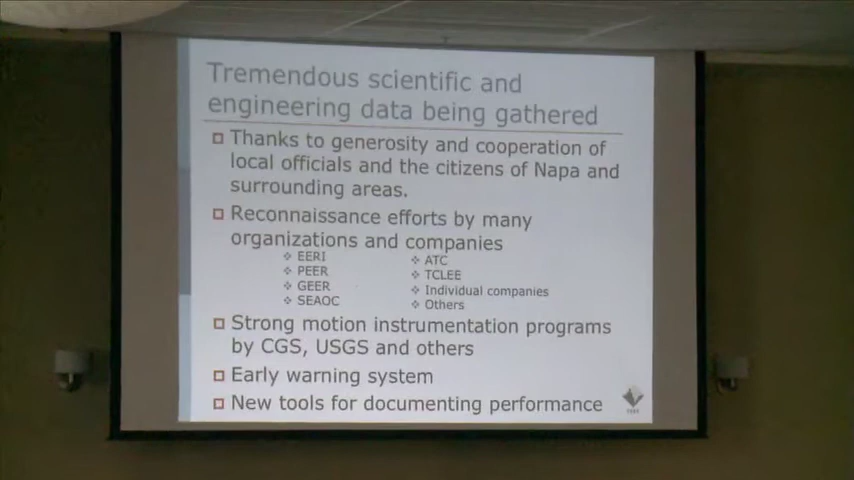 Tremendous scientific and
engineering data being gathered
Thanks to generosity and cooperation of
local officials and the citizens of Napa and
surrounding areas.
Reconnaissance efforts by many
organizations and companies
EERI
PEER
GEER
SEAOC
ATC
TCLEE
Individual companies
Others
Strong motion instrumentation programs
by CGS, USGS and others
Early warning system
New tools for documenting performance